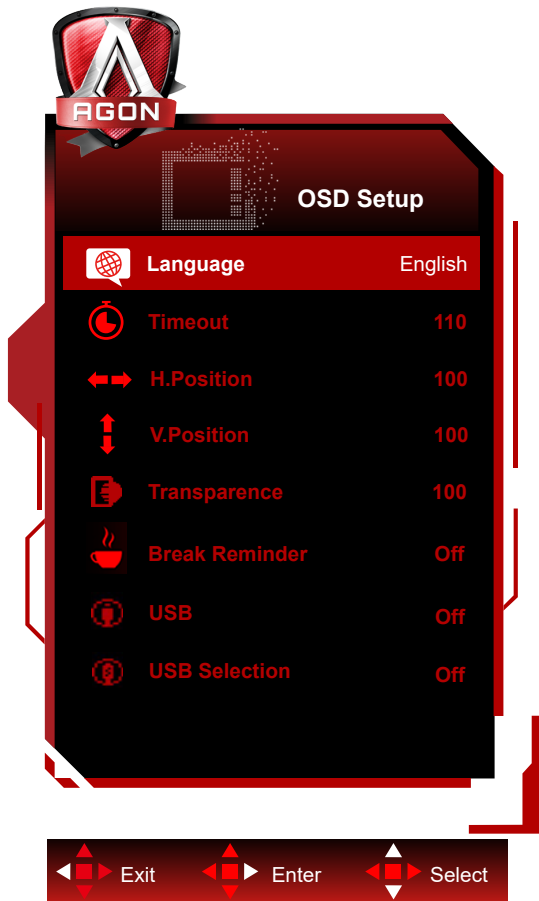 AGON
OSD Setup
Language English
Timeout 110
H.Position 100
V.Position 100
Transparence 100
Break Reminder Off
USB Off
USB Selection Off
Exit Enter Select